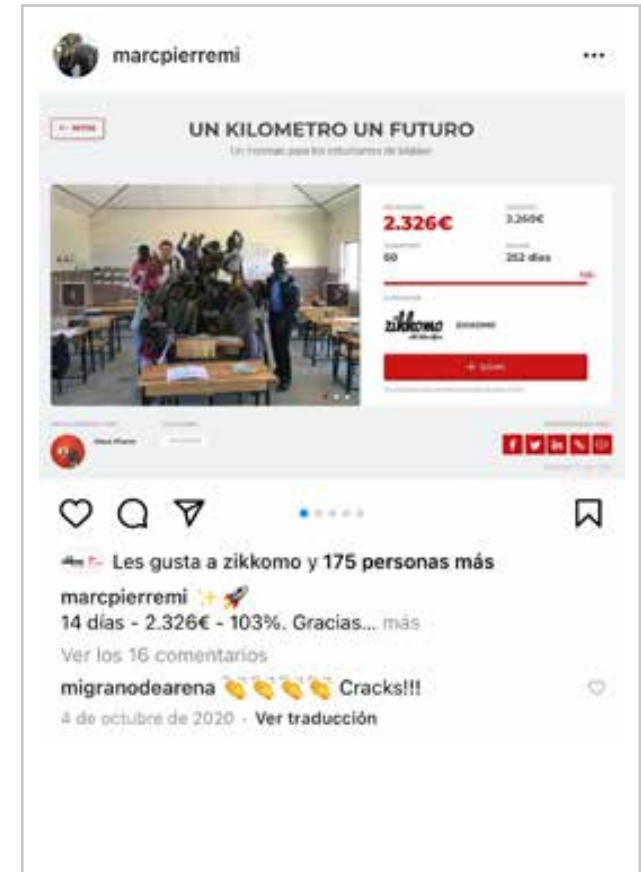 marcpierremi
UN KILOMETRO UN FUTURO
2.326€
60
252 días
zikkomo
Les gusta a zikkomo y 175 personas más
marcpierremi ✨ 🚀
14 días - 2.326€ - 103%. Gracias... más
Ver los 16 comentarios
migranodearena 👏 👏 👏 👏 Cracks!!!
4 de octubre de 2020 · Ver traducción